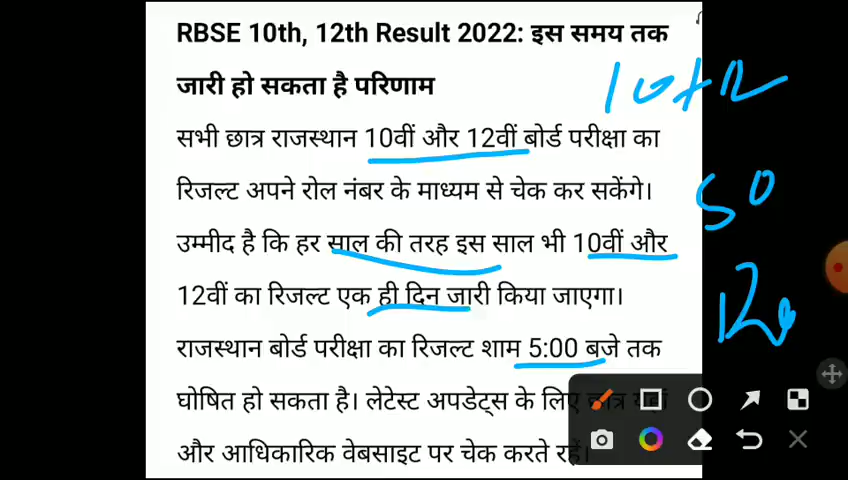 RBSE 10th, 12th Result 2022: इस समय तक
जारी हो सकता है परिणाम
सभी छात्र राजस्थान 10वीं और 12वीं बोर्ड परीक्षा का
रिजल्ट अपने रोल नंबर के माध्यम से चेक कर सकेंगे।
उम्मीद है कि हर साल की तरह इस साल भी 10वीं और
12वीं का रिजल्ट एक ही दिन जारी किया जाएगा।
राजस्थान बोर्ड परीक्षा का रिजल्ट शाम 5:00 बजे तक
घोषित हो सकता है। लेटेस्ट अपडेट्स के लिए छात्र यहां
और आधिकारिक वेबसाइट पर चेक करते रहें।